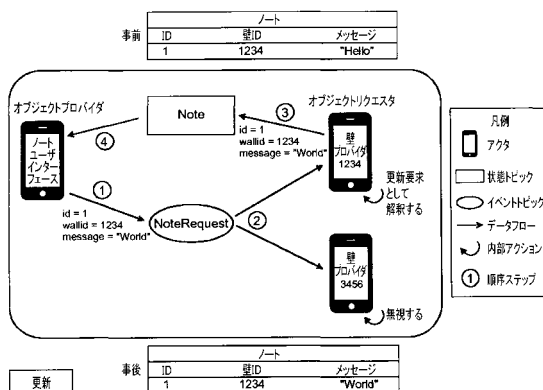 ノート
事前
ID 壁ID メッセージ
1 1234 "Hello"
オブジェクトプロバイダ
ノート
ユーザ
インター
フェース
Note
④
③
id = 1
wallid = 1234
message = "World"
オブジェクトリクエスタ
壁
プロバイダ
1234
更新要求
として
解釈する
①
id = 1
wallid = 1234
message = "World"
NoteRequest
②
壁
プロバイダ
3456
無視する
凡例
アクタ
状態トピック
イベントトピック
データフロー
内部アクション
① 順序ステップ
更新
ノート
事後
ID 壁ID メッセージ
1 1234 "World"